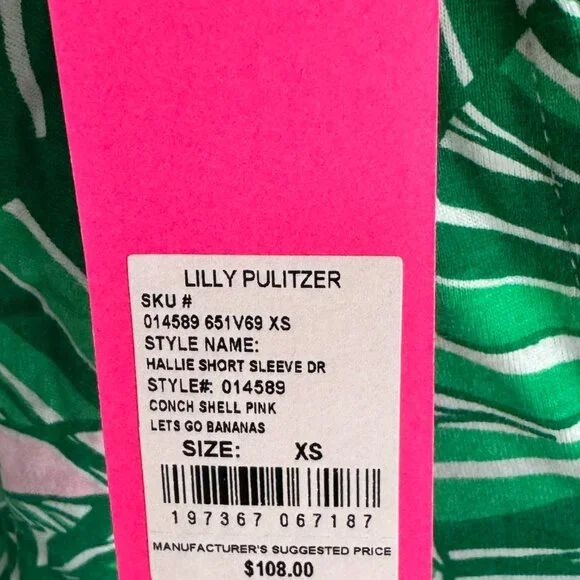 LILLY PULITZER
SKU #
014589 651V69 XS
STYLE NAME:
HALLIE SHORT SLEEVE DR
STYLE#: 014589
CONCH SHELL PINK
LETS GO BANANAS
SIZE: XS
197367 067187
MANUFACTURER'S SUGGESTED PRICE
$108.00